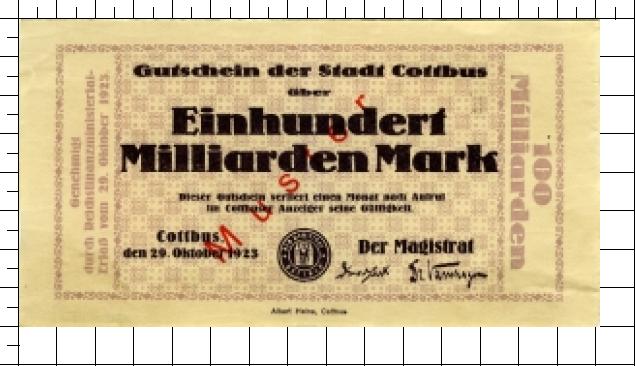 Gutschein der Stadt Cottbus
über
Einhundert
Milliarden Mark
Dieser Gutschein verliert einen Monat nach Aufruf
im Cottbuser Anzeiger seine Gültigkeit.
Cottbus,
den 29. Oktober 1923
Der Magistrat
Muster
Genehmigt
durch Reichsfinanzministerial-
Erlaß vom 29. Oktober 1923.
100
Milliarden
Albert Heine, Cottbus